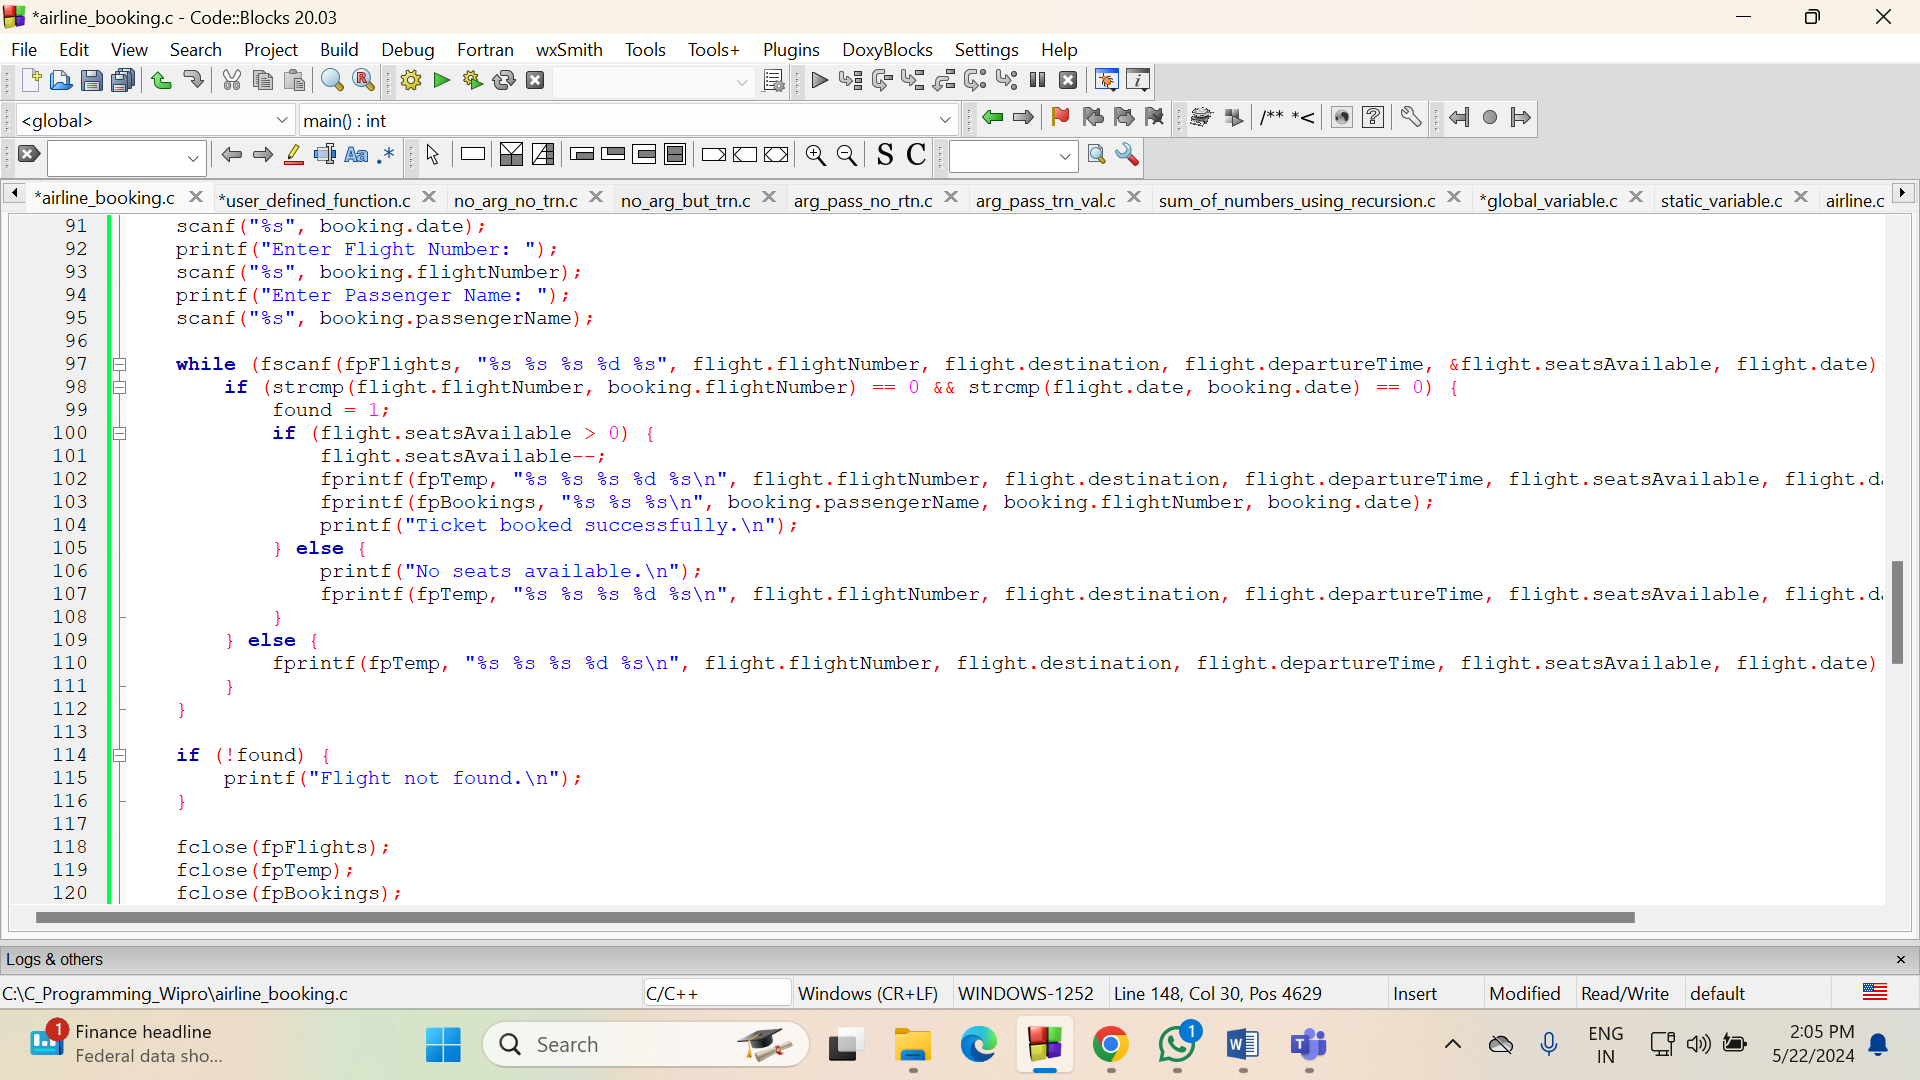 *airline_booking.c - Code::Blocks 20.03
File Edit View Search Project Build Debug Fortran wxSmith Tools Tools+ Plugins DoxyBlocks Settings Help
<global> main() : int /** *<
Aa .* S C
*airline_booking.c *user_defined_function.c no_arg_no_trn.c no_arg_but_trn.c arg_pass_no_rtn.c arg_pass_trn_val.c sum_of_numbers_using_recursion.c *global_variable.c static_variable.c airline.c
91 scanf("%s", booking.date);
92 printf("Enter Flight Number: ");
93 scanf("%s", booking.flightNumber);
94 printf("Enter Passenger Name: ");
95 scanf("%s", booking.passengerName);
96
97 while (fscanf(fpFlights, "%s %s %s %d %s", flight.flightNumber, flight.destination, flight.departureTime, &flight.seatsAvailable, flight.date)
98 if (strcmp(flight.flightNumber, booking.flightNumber) == 0 && strcmp(flight.date, booking.date) == 0) {
99 found = 1;
100 if (flight.seatsAvailable > 0) {
101 flight.seatsAvailable--;
102 fprintf(fpTemp, "%s %s %s %d %s\n", flight.flightNumber, flight.destination, flight.departureTime, flight.seatsAvailable, flight.da
103 fprintf(fpBookings, "%s %s %s\n", booking.passengerName, booking.flightNumber, booking.date);
104 printf("Ticket booked successfully.\n");
105 } else {
106 printf("No seats available.\n");
107 fprintf(fpTemp, "%s %s %s %d %s\n", flight.flightNumber, flight.destination, flight.departureTime, flight.seatsAvailable, flight.da
108 }
109 } else {
110 fprintf(fpTemp, "%s %s %s %d %s\n", flight.flightNumber, flight.destination, flight.departureTime, flight.seatsAvailable, flight.date)
111 }
112 }
113
114 if (!found) {
115 printf("Flight not found.\n");
116 }
117
118 fclose(fpFlights);
119 fclose(fpTemp);
120 fclose(fpBookings);
Logs & others
C:\C_Programming_Wipro\airline_booking.c C/C++ Windows (CR+LF) WINDOWS-1252 Line 148, Col 30, Pos 4629 Insert Modified Read/Write default
1 Finance headline
Federal data sho...
Search
1
ENG
IN
2:05 PM
5/22/2024